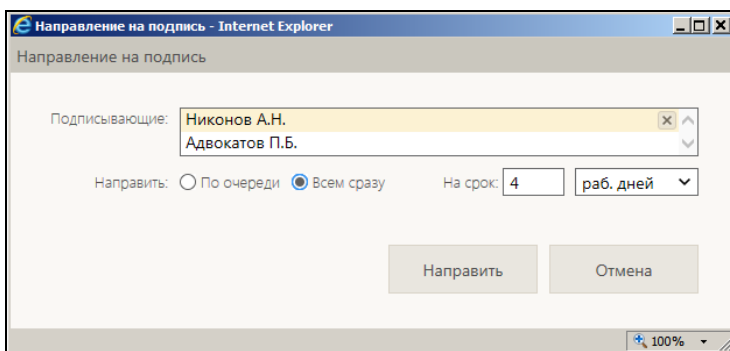 Направление на подпись - Internet Explorer
Направление на подпись
Подписывающие: Никонов А.Н.
Адвокатов П.Б.
Направить: По очереди Всем сразу На срок: 4 раб. дней
Направить Отмена
100%